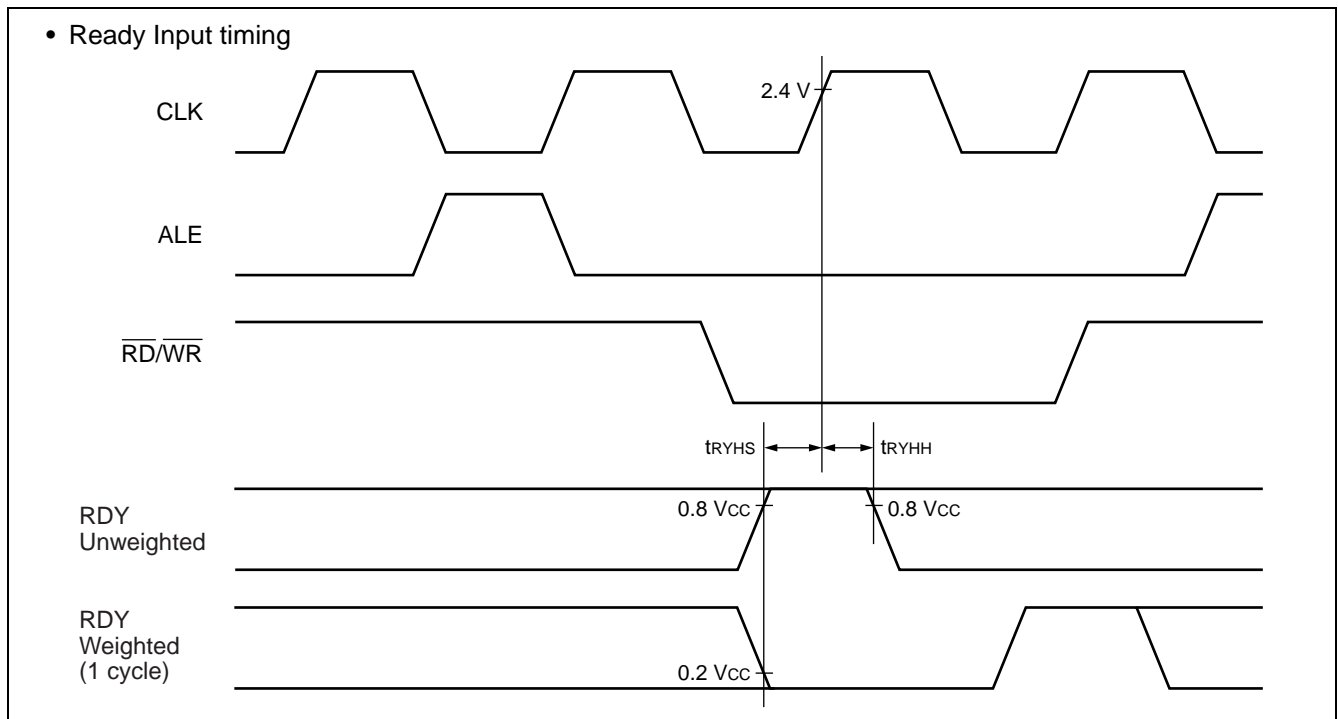 • Ready Input timing
CLK
2.4 V
ALE
RD/WR
tRYHS
tRYHH
RDY
Unweighted
0.8 VCC
0.8 VCC
RDY
Weighted
(1 cycle)
0.2 VCC